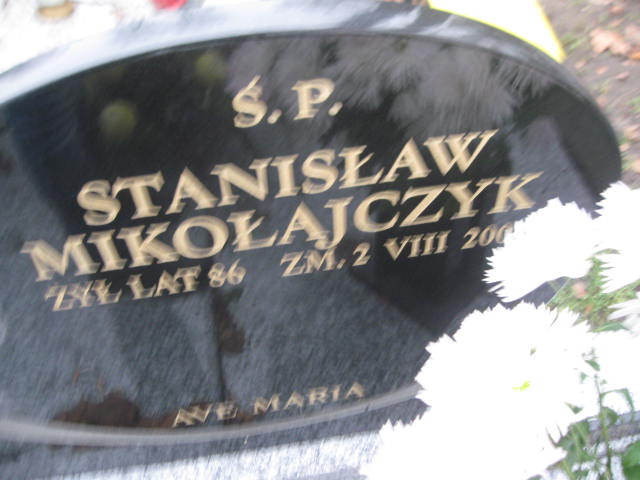 Ś. P.
STANISŁAW
MIKOŁAJCZYK
ŻYŁ LAT 86 ZM. 2 VIII
AVE MARIA